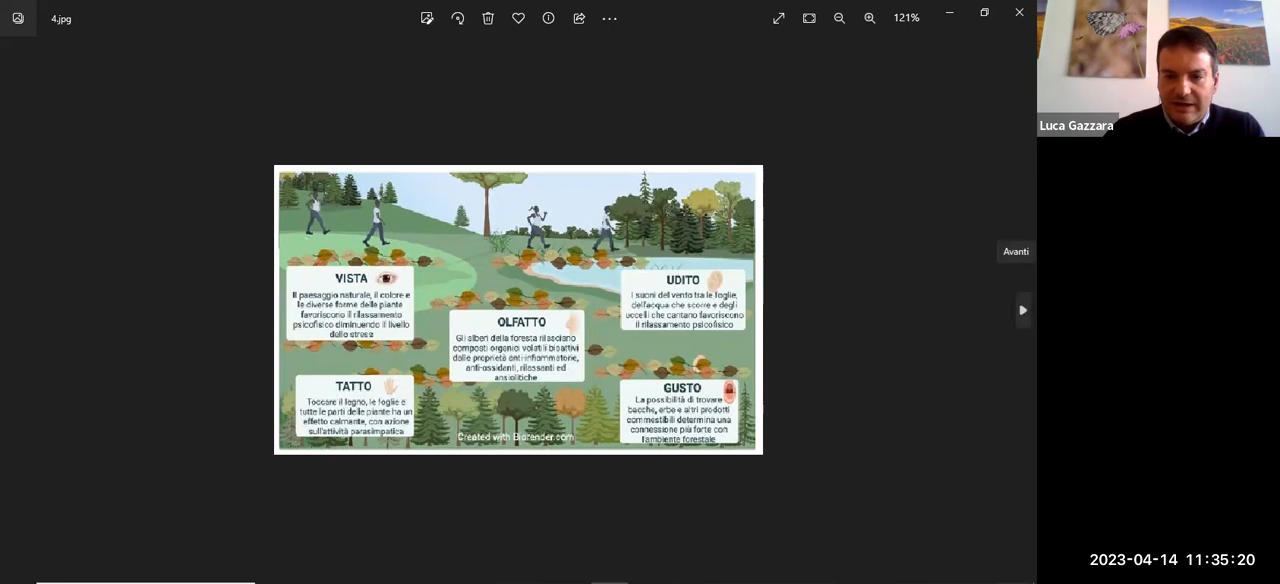 4.jpg
121%
Luca Gazzara
Avanti
VISTA
Il paesaggio naturale, il colore e
le diverse forme delle piante
favoriscono il rilassamento
psicofisico diminuendo il livello
dello stress
UDITO
I suoni del vento tra le foglie,
dell'acqua che scorre e degli
uccelli che cantano favoriscono
il rilassamento psicofisico
OLFATTO
Gli alberi della foresta rilasciano
composti organici volatili bioattivi
dalle proprietà anti-infiammatorie,
anti-ossidanti, rilassanti ed
ansiolitiche
TATTO
Toccare il legno, le foglie e
tutte le parti delle piante ha un
effetto calmante, con azione
sull'attività parasimpatica
GUSTO
La possibilità di trovare
bacche, erbe e altri prodotti
commestibili determina una
connessione più forte con
l'ambiente forestale
Created with Biorender.com
2023-04-14 11:35:20